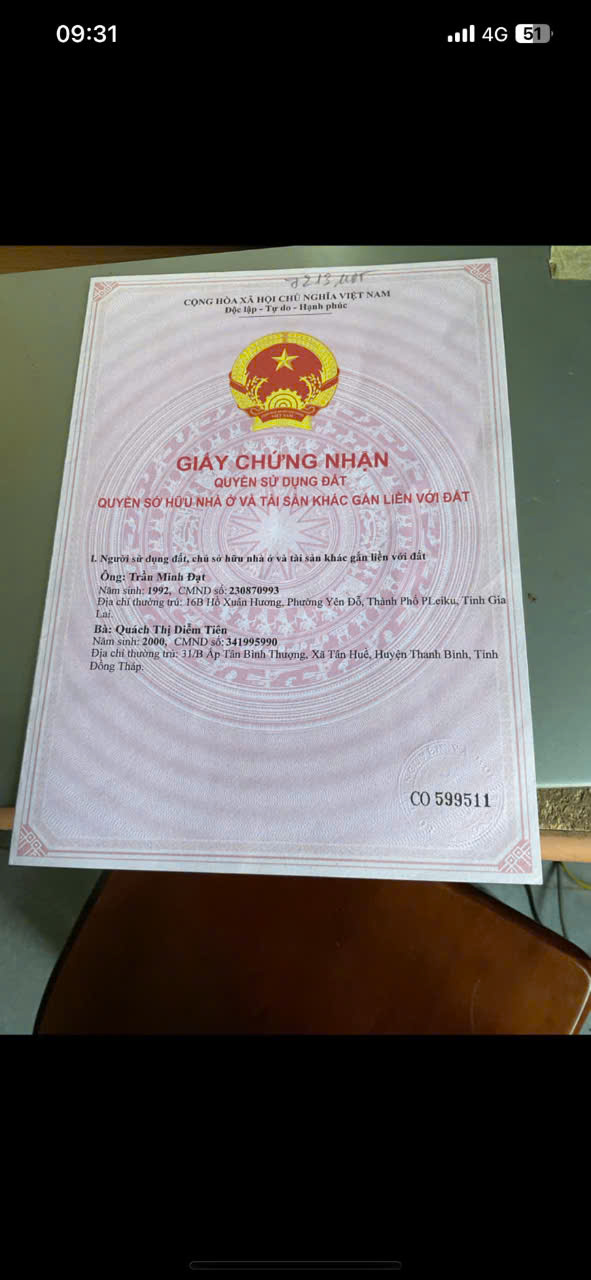 09:31
4G 51
CỘNG HÒA XÃ HỘI CHỦ NGHĨA VIỆT NAM
Độc lập - Tự do - Hạnh phúc
VIỆT NAM
GIẤY CHỨNG NHẬN
QUYỀN SỬ DỤNG ĐẤT
QUYỀN SỞ HỮU NHÀ Ở VÀ TÀI SẢN KHÁC GẮN LIỀN VỚI ĐẤT
I. Người sử dụng đất, chủ sở hữu nhà ở và tài sản khác gắn liền với đất
Ông: Trần Minh Đạt
Năm sinh: 1992, CMND số: 230870993
Địa chỉ thường trú: 16B Hồ Xuân Hương, Phường Yên Đỗ, Thành Phố PLeiku, Tỉnh Gia
Lai.
Bà: Quách Thị Diễm Tiên
Năm sinh: 2000, CMND số: 341995990
Địa chỉ thường trú: 31/B Ấp Tân Bình Thượng, Xã Tân Huề, Huyện Thanh Bình, Tỉnh
Đồng Tháp.
CO 599511